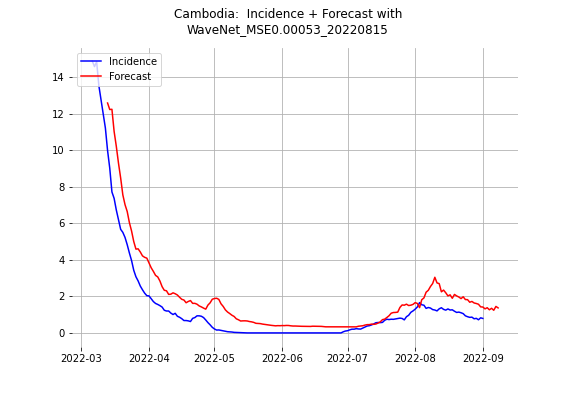 Cambodia:  Incidence + Forecast with
WaveNet_MSE0.00053_20220815
Incidence
Forecast
14
12
10
8
6
4
2
0
2022-03 2022-04 2022-05 2022-06 2022-07 2022-08 2022-09